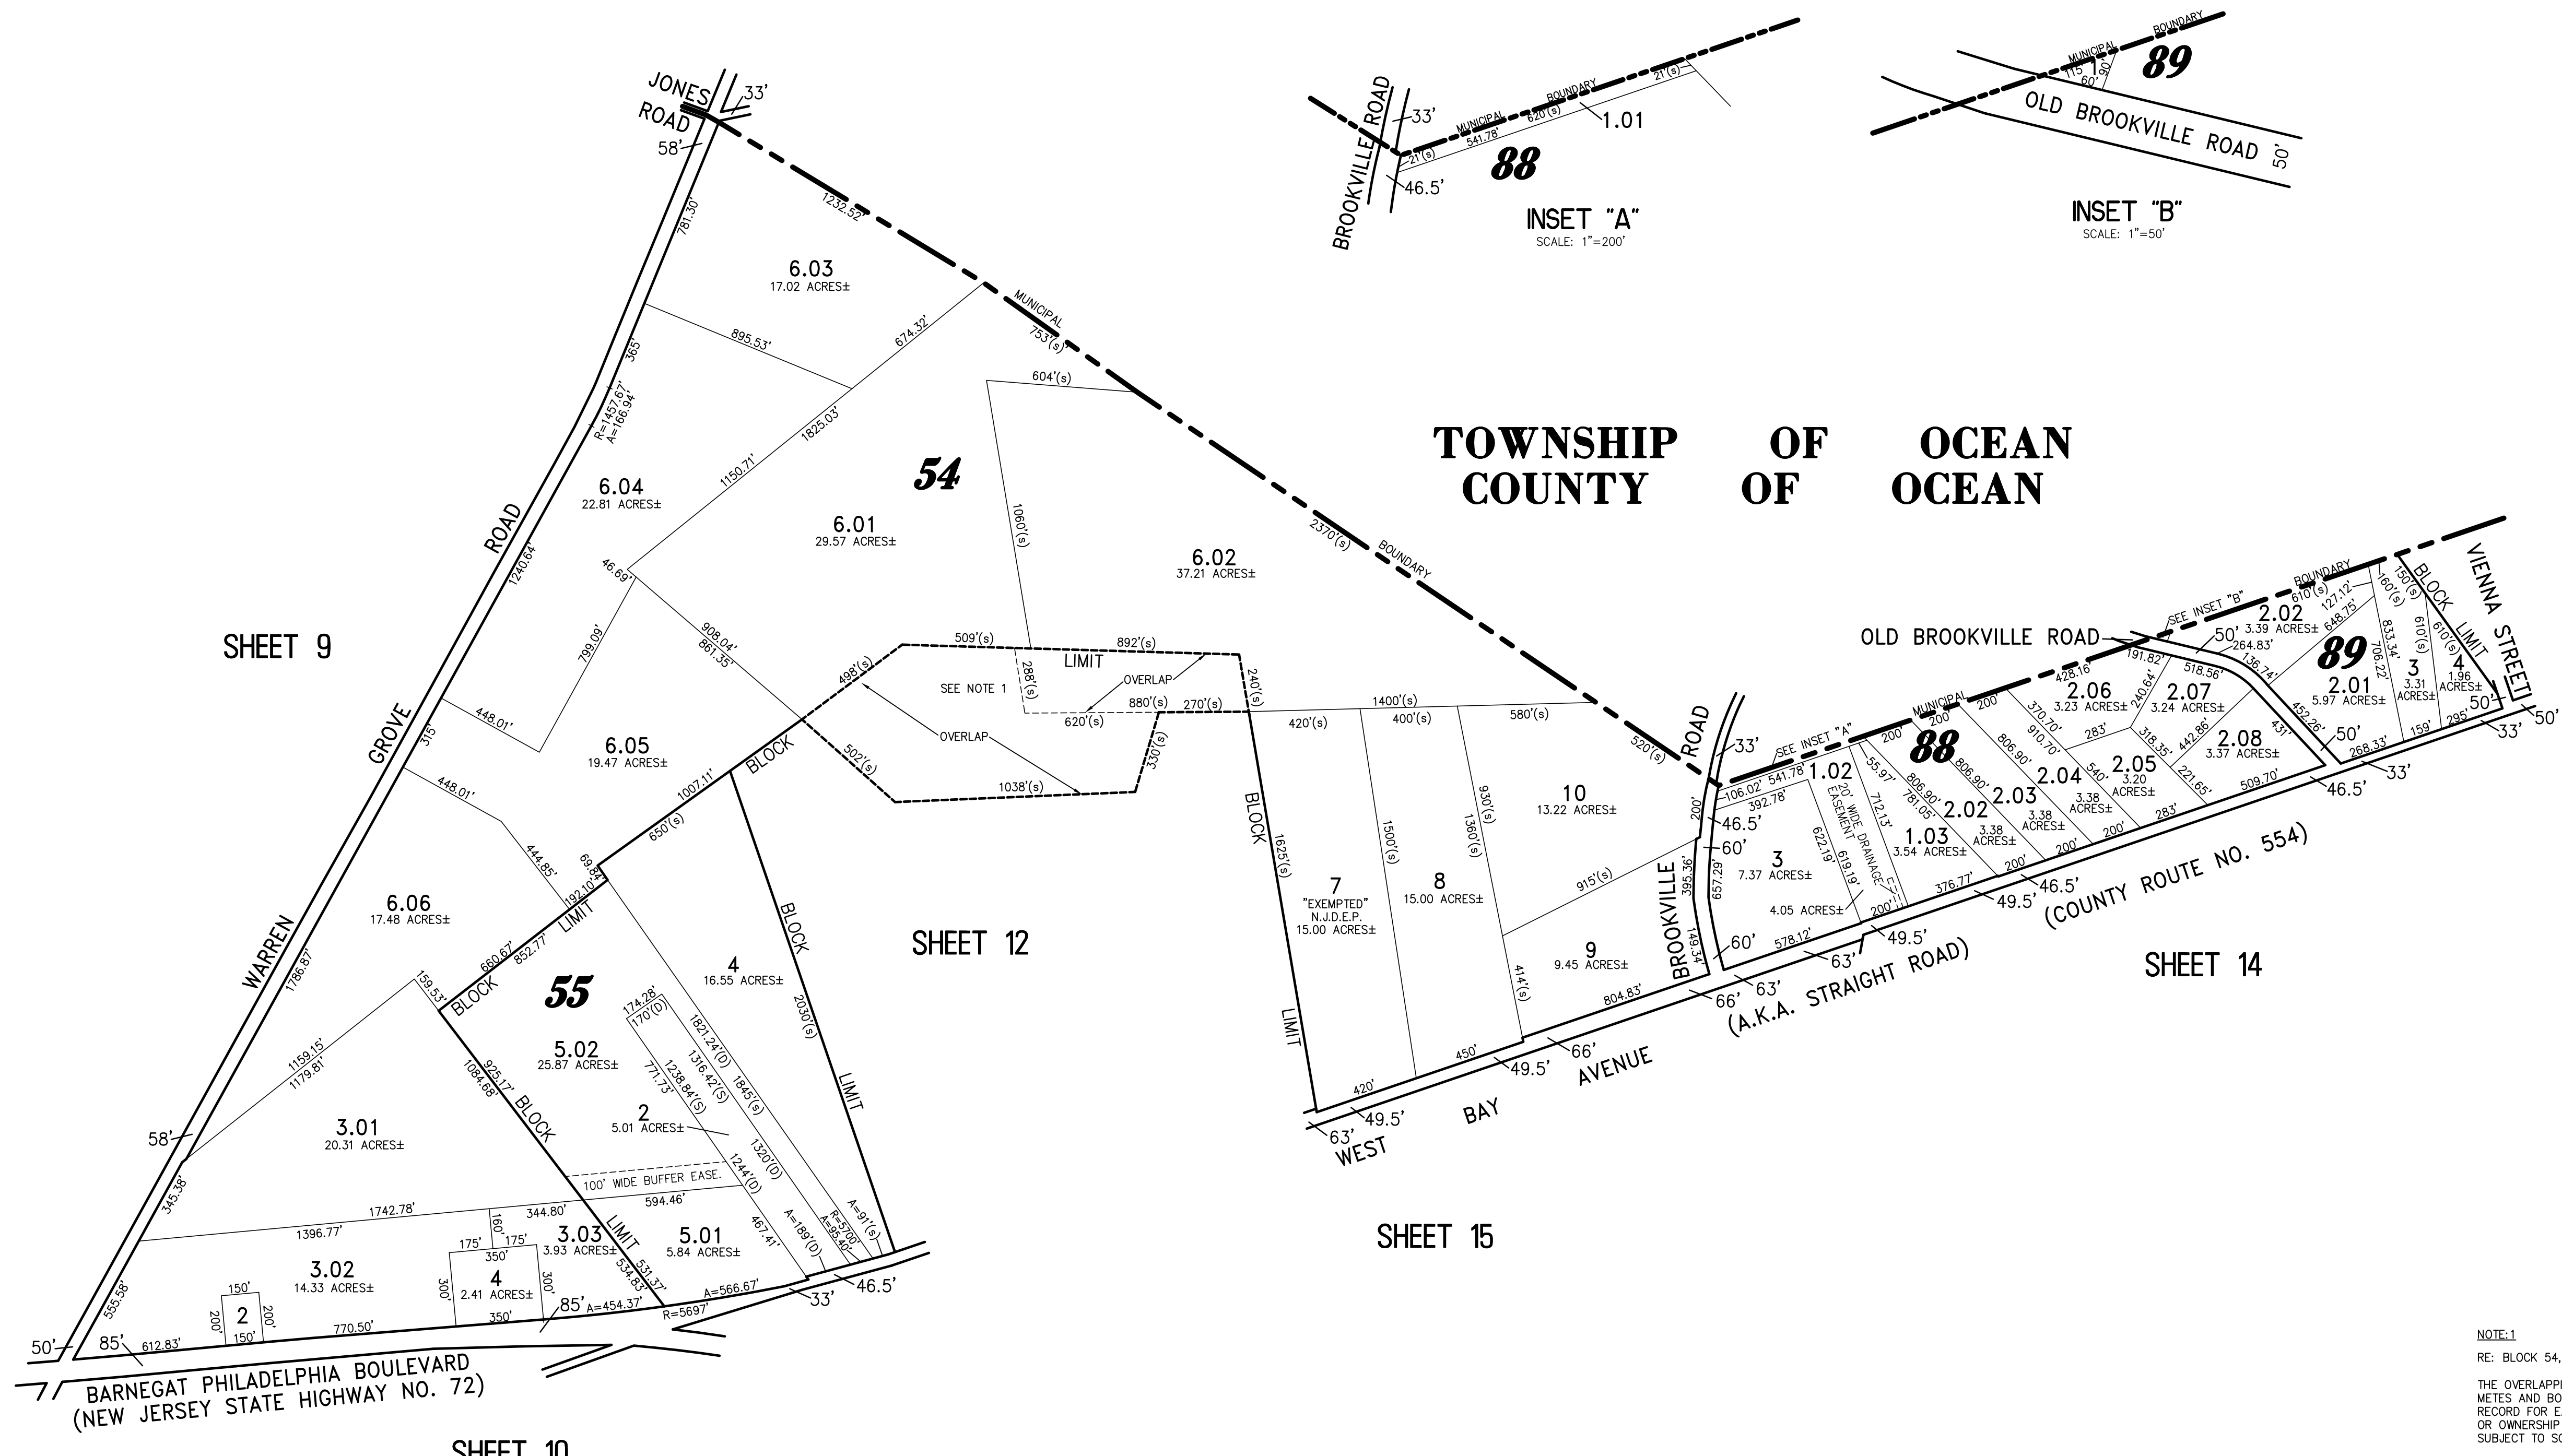 JONES
ROAD
33'
58'
781.30'
1232.52'
6.03
17.02 ACRES±
895.53'
674.32'
365'
R=1457.67'
A=166.94'
MUNICIPAL
753'(s)
604'(s)
1825.03'
1150.71'
54
6.04
22.81 ACRES±
6.01
29.57 ACRES±
1060'(s)
6.02
37.21 ACRES±
2370'(s)
BOUNDARY
520'(s)
WARREN
GROVE
ROAD
1240.64'
46.69'
799.09'
908.04'
861.35'
448.01'
315'
448.01'
6.05
19.47 ACRES±
498'(s)
509'(s)
892'(s)
LIMIT
SEE NOTE 1
288'(s)
OVERLAP
240'(s)
880'(s)
620'(s)
270'(s)
OVERLAP
330'(s)
502'(s)
1038'(s)
BLOCK
1007.11'
650'(s)
444.85'
69.84'
192.10'
LIMIT
6.06
17.48 ACRES±
660.67'
852.77'
BLOCK
159.53'
1786.87'
1159.15'
1179.81'
58'
345.38'
55
4
16.55 ACRES±
BLOCK
2030'(s)
LIMIT
174.28'
170'(D)
5.02
25.87 ACRES±
925.17'
1084.68'
BLOCK
LIMIT
1821.24'(D)
1845'(s)
1316.42'(S)
1320'(D)
1238.84'(S)
1244'(D)
771.73'
467.41'
2
5.01 ACRES±
100' WIDE BUFFER EASE.
594.46'
3.01
20.31 ACRES±
1742.78'
1396.77'
344.80'
160'
175'
175'
350'
3.03
3.93 ACRES±
5.01
5.84 ACRES±
531.37'
534.83'
A=189'(D)
R=5700'
A=95.40'
A=91'(s)
3.02
14.33 ACRES±
4
2.41 ACRES±
300'
300'
350'
150'
200'
2
200'
150'
555.58'
50'
85'
612.83'
770.50'
85'
A=454.37'
A=566.67'
R=5697'
33'
46.5'
BARNEGAT PHILADELPHIA BOULEVARD
(NEW JERSEY STATE HIGHWAY NO. 72)
SHEET 9
SHEET 10
SHEET 12
SHEET 15
SHEET 14
TOWNSHIP OF OCEAN
COUNTY OF OCEAN
BROOKVILLE ROAD
33'
MUNICIPAL
BOUNDARY
21'(s)
541.78'
620'(s)
21'(s)
1.01
88
46.5'
INSET "A"
SCALE: 1"=200'
MUNICIPAL
BOUNDARY
115'
1
60'
90'
89
OLD BROOKVILLE ROAD
50'
INSET "B"
SCALE: 1"=50'
1400'(s)
420'(s)
400'(s)
580'(s)
BLOCK
1625'(s)
LIMIT
7
"EXEMPTED"
N.J.D.E.P.
15.00 ACRES±
1500'(s)
8
15.00 ACRES±
930'(s)
1360'(s)
10
13.22 ACRES±
915'(s)
414'(s)
9
9.45 ACRES±
804.83'
450'
420'
63'
49.5'
49.5'
66'
66'
WEST
BAY
AVENUE
(A.K.A. STRAIGHT ROAD)
(COUNTY ROUTE NO. 554)
BROOKVILLE
ROAD
33'
200'
46.5'
60'
395.36'
657.29'
149.34'
60'
63'
SEE INSET "A"
106.02'
541.78'
392.78'
1.02
3
7.37 ACRES±
622.19'
619.19'
20' WIDE DRAINAGE
EASEMENT
4.05 ACRES±
712.13'
55.97'
578.12'
63'
49.5'
200'
376.77'
49.5'
46.5'
MUNICIPAL
200'
200'
200'
88
806.90'
781.05'
1.03
3.54 ACRES±
806.90'
2.02
3.38
ACRES±
806.90'
2.03
3.38
ACRES±
370.70'
910.70'
540'
2.04
3.38
ACRES±
200'
200'
200'
283'
428.16'
2.06
3.23 ACRES±
283'
191.82'
240.64'
2.07
3.24 ACRES±
518.56'
318.35'
442.86'
2.05
3.20
ACRES±
221.65'
2.08
3.37 ACRES±
431'
509.70'
OLD BROOKVILLE ROAD
SEE INSET "B"
50'
264.83'
136.74'
452.26'
50'
46.5'
BOUNDARY
610'(s)
2.02
3.39 ACRES±
127.12'
648.75'
89
2.01
5.97 ACRES±
160'(s)
833.34'
706.22'
268.33'
33'
150'(s)
610'(s)
3
3.31
ACRES±
159'
610'(s)
4
1.96
ACRES±
295'
BLOCK
LIMIT
VIENNA STREET
50'
50'
33'
NOTE:1
RE: BLOCK 54,
THE OVERLAPPI
METES AND BO
RECORD FOR E
OR OWNERSHIP
SUBJECT TO SC